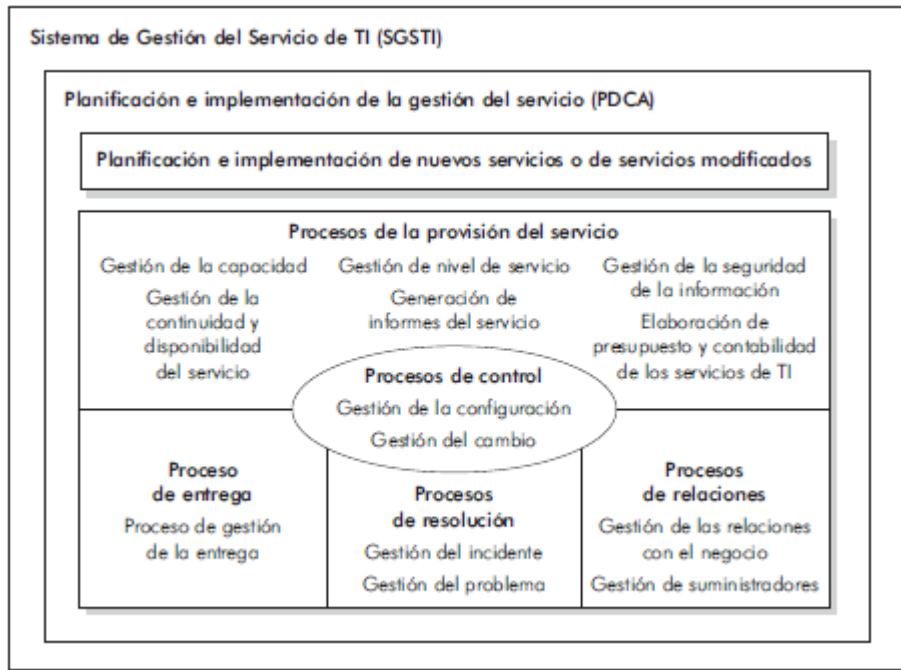 Sistema de Gestión del Servicio de TI (SGSTI)
Planificación e implementación de la gestión del servicio (PDCA)
Planificación e implementación de nuevos servicios o de servicios modificados
Procesos de la provisión del servicio
Gestión de la capacidad
Gestión de la
continuidad y
disponibilidad
del servicio
Gestión de nivel de servicio
Generación de
informes del servicio
Gestión de la seguridad
de la información
Elaboración de
presupuesto y contabilidad
de los servicios de TI
Procesos de control
Gestión de la configuración
Gestión del cambio
Proceso
de entrega
Proceso de gestión
de la entrega
Procesos
de resolución
Gestión del incidente
Gestión del problema
Procesos
de relaciones
Gestión de las relaciones
con el negocio
Gestión de suministradores